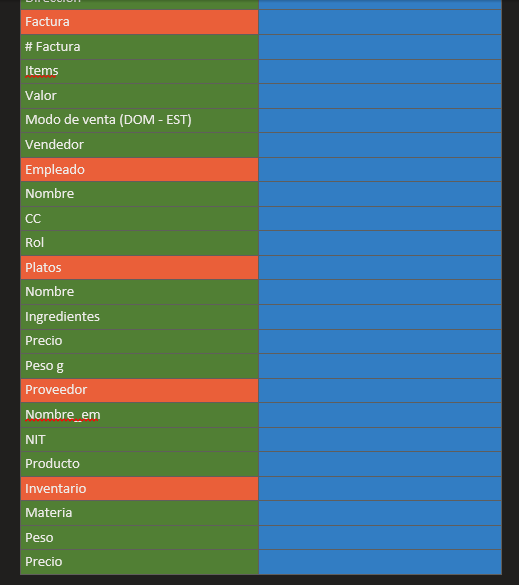 Dirección
Factura
# Factura
Items
Valor
Modo de venta (DOM - EST)
Vendedor
Empleado
Nombre
CC
Rol
Platos
Nombre
Ingredientes
Precio
Peso g
Proveedor
Nombre_em
NIT
Producto
Inventario
Materia
Peso
Precio